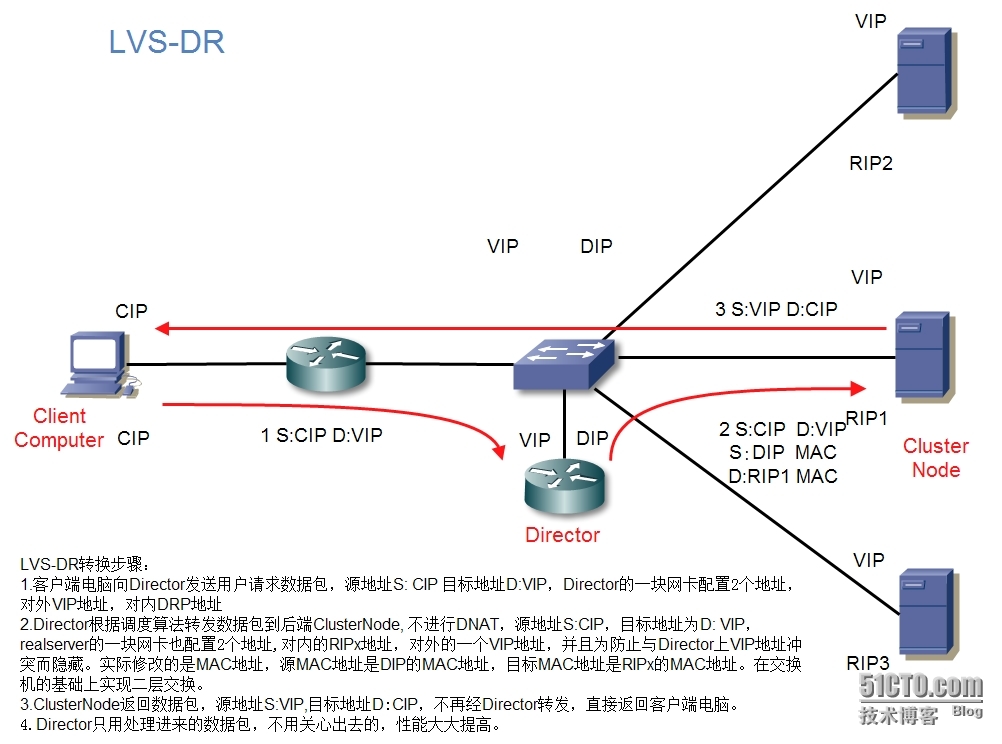 LVS-DR
VIP
RIP2
VIP DIP
VIP
CIP
3 S:VIP D:CIP
Client
Computer
CIP
1 S:CIP D:VIP
VIP DIP
RIP1
2 S:CIP D:VIP
S:DIP MAC
D:RIP1 MAC
Cluster
Node
Director
VIP
RIP3
LVS-DR转换步骤:
1.客户端电脑向Director发送用户请求数据包，源地址S: CIP 目标地址D:VIP，Director的一块网卡配置2个地址，
对外VIP地址，对内DRP地址
2.Director根据调度算法转发数据包到后端ClusterNode, 不进行DNAT，源地址S:CIP，目标地址为D: VIP，
realserver的一块网卡也配置2个地址, 对内的RIPx地址，对外的一个VIP地址，并且为防止与Director上VIP地址冲
突而隐藏。实际修改的是MAC地址，源MAC地址是DIP的MAC地址，目标MAC地址是RIPx的MAC地址。在交换
机的基础上实现二层交换。
3.ClusterNode返回数据包，源地址S:VIP,目标地址D：CIP，不再经Director转发，直接返回客户端电脑。
4. Director只用处理进来的数据包，不用关心出去的，性能大大提高。
51CTO.com
技术博客 Blog